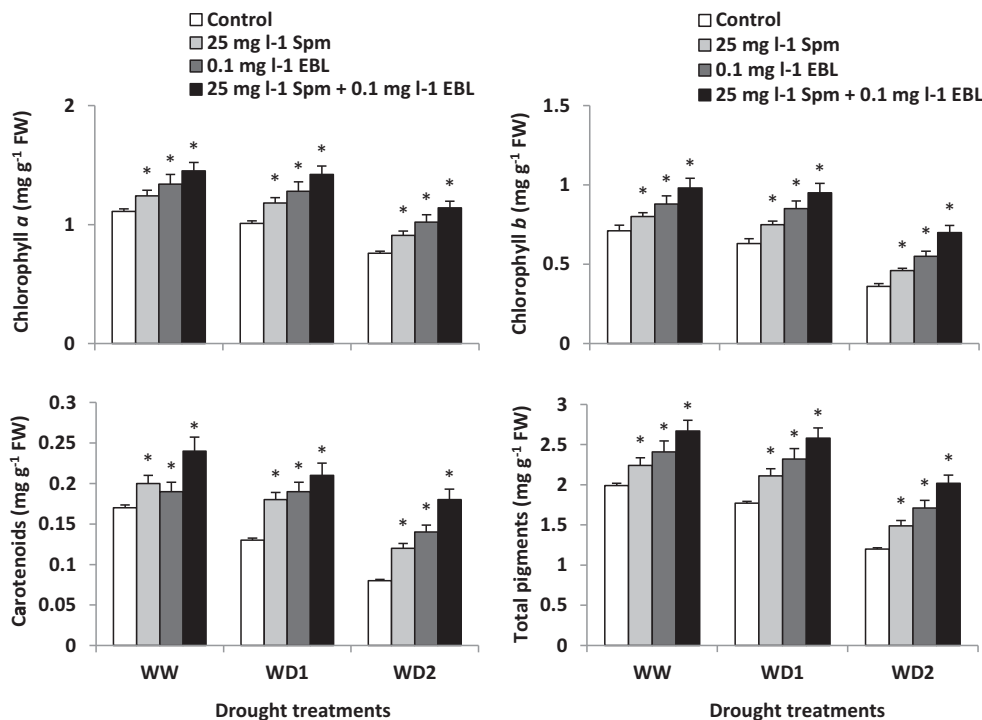 Control
25 mg l-1 Spm
0.1 mg l-1 EBL
25 mg l-1 Spm + 0.1 mg l-1 EBL
Chlorophyll a (mg g-1 FW)
2
1
0
* * *
* * *
* * *
Control
25 mg l-1 Spm
0.1 mg l-1 EBL
25 mg l-1 Spm + 0.1 mg l-1 EBL
Chlorophyll b (mg g-1 FW)
1.5
1
0.5
0
* * *
* * *
* * *
Carotenoids (mg g-1 FW)
0.3
0.25
0.2
0.15
0.1
0.05
0
* * *
* * *
* * *
WW WD1 WD2
Drought treatments
Total pigments (mg g-1 FW)
3
2.5
2
1.5
1
0.5
0
* * *
* * *
* * *
WW WD1 WD2
Drought treatments